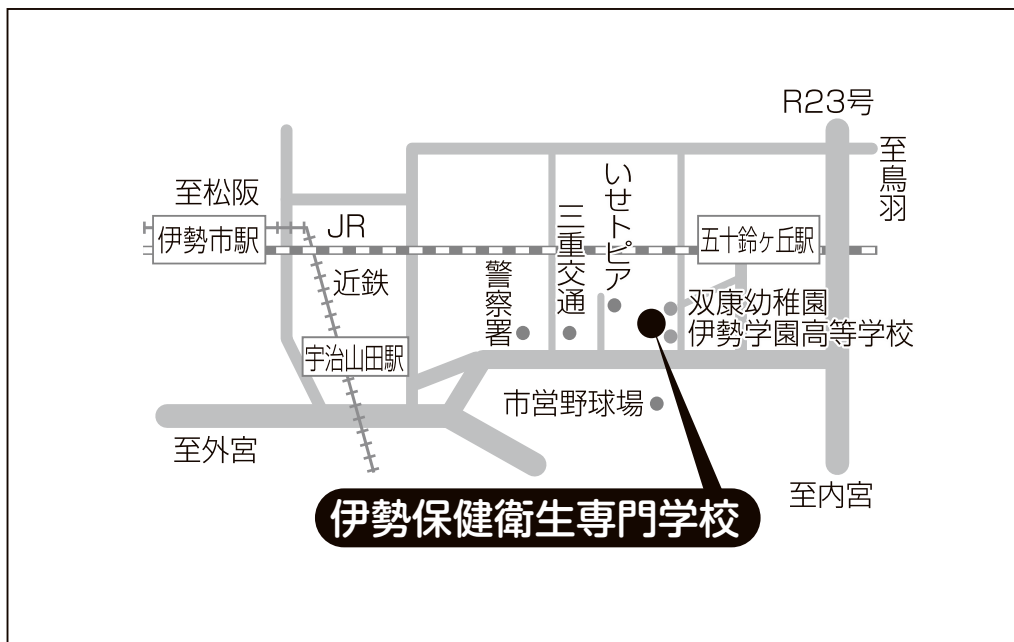 R23号
至鳥羽
至松阪
伊勢市駅
JR
近鉄
宇治山田駅
警察署
三重交通
いせトピア
五十鈴ヶ丘駅
双康幼稚園
伊勢学園高等学校
市営野球場
至外宮
至内宮
伊勢保健衛生専門学校